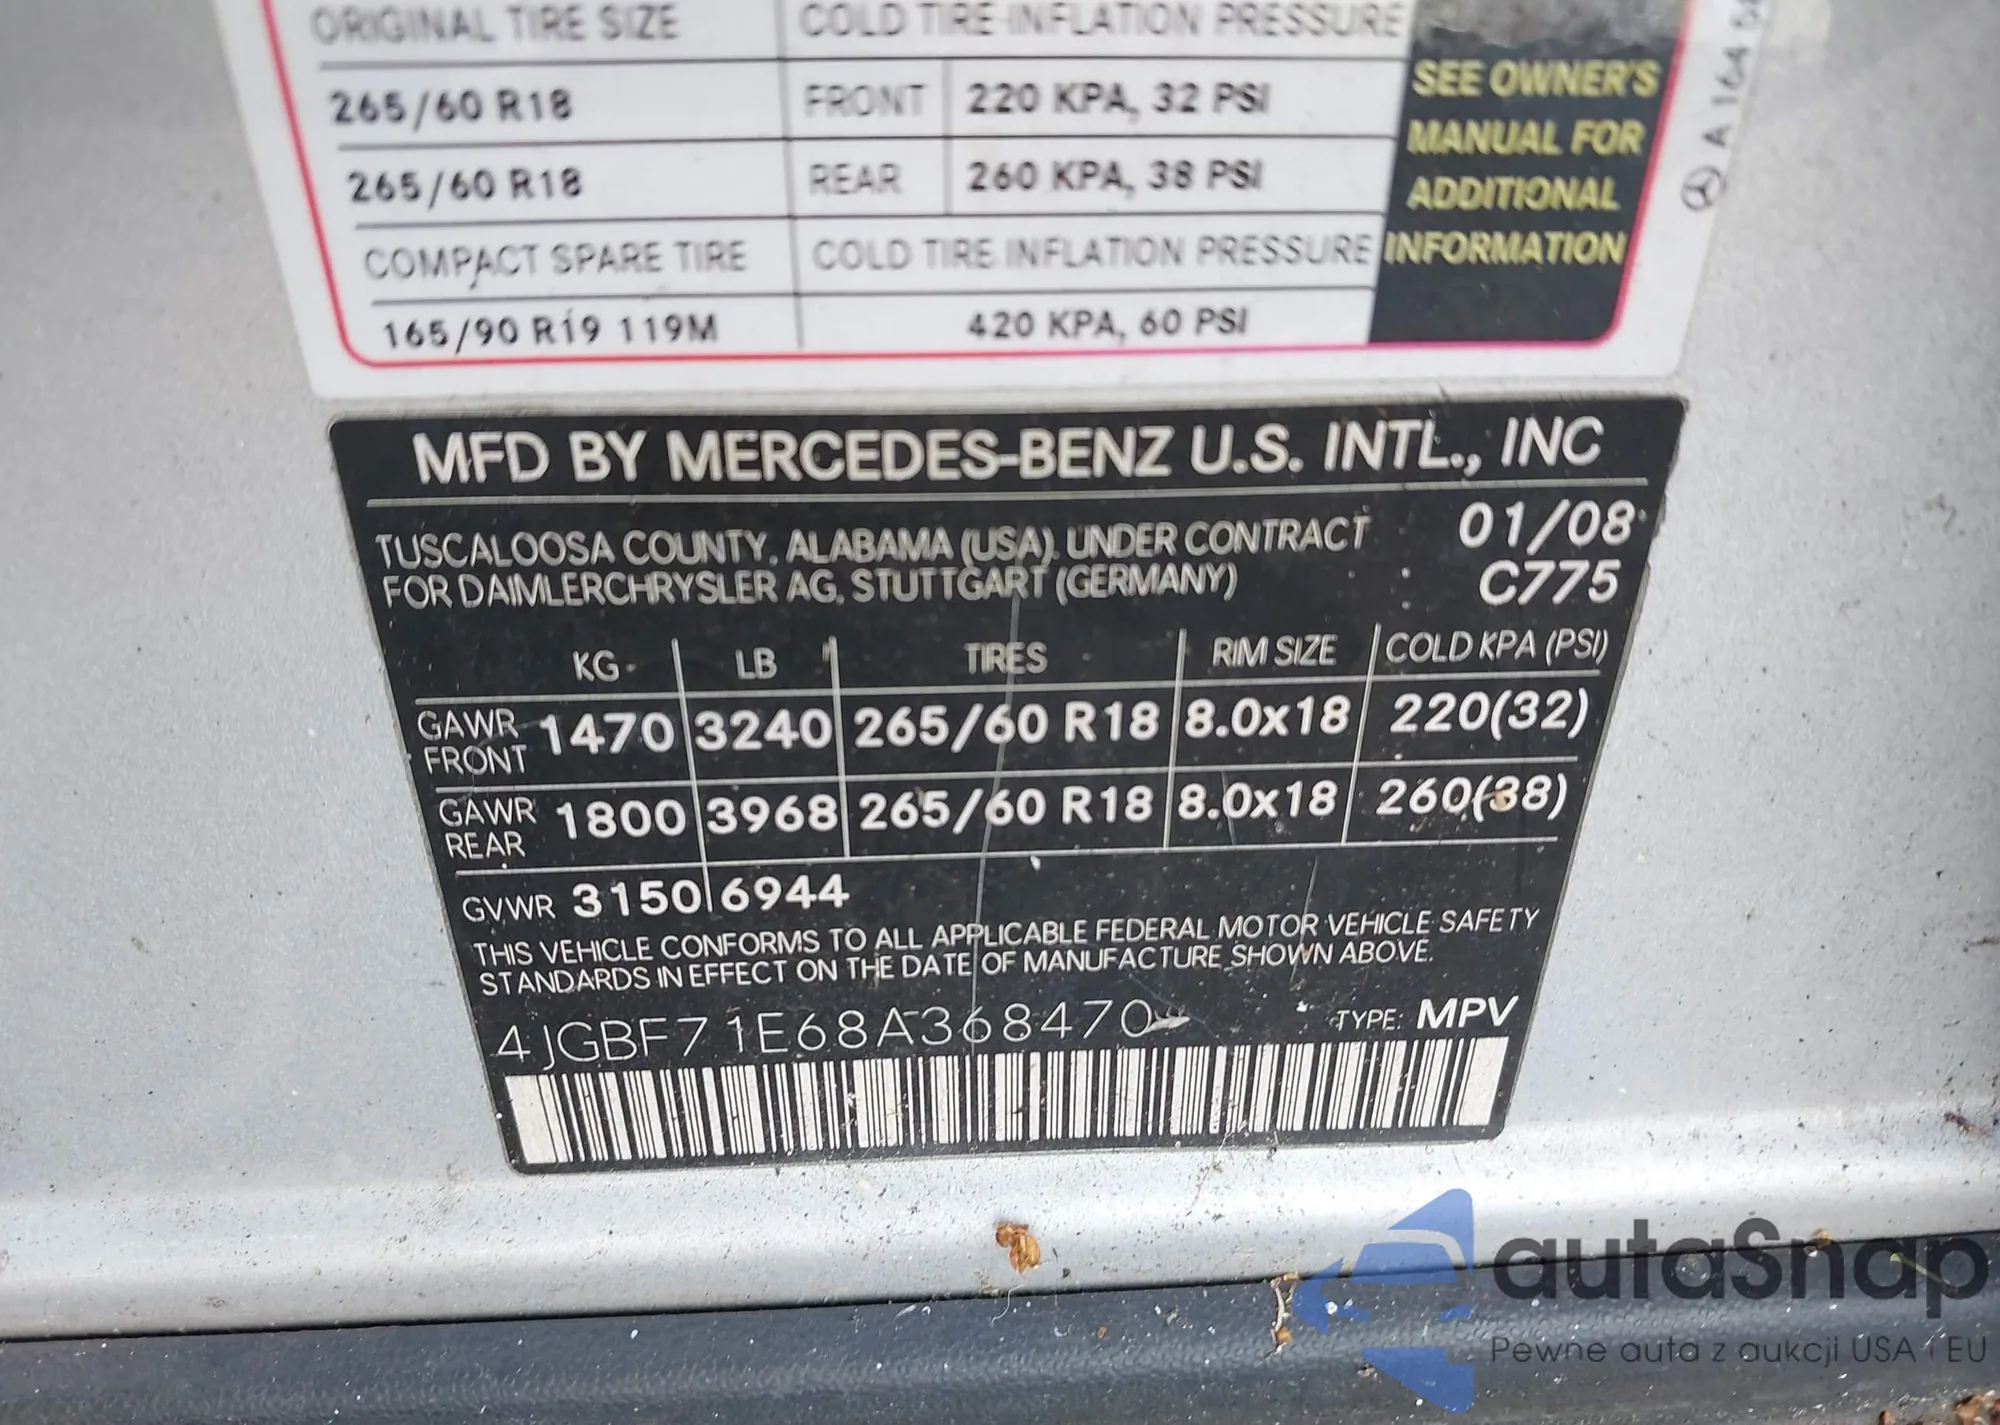 ORIGINAL TIRE SIZE COLD TIRE INFLATION PRESSURE
265/60 R18 FRONT 220 KPA, 32 PSI
265/60 R18 REAR 260 KPA, 38 PSI
COMPACT SPARE TIRE COLD TIRE INFLATION PRESSURE
165/90 R19 119M 420 KPA, 60 PSI
SEE OWNER'S
MANUAL FOR
ADDITIONAL
INFORMATION
A 164
MFD BY MERCEDES-BENZ U.S. INTL., INC
TUSCALOOSA COUNTY, ALABAMA (USA) UNDER CONTRACT 01/08
FOR DAIMLERCHRYSLER AG, STUTTGART (GERMANY) C775
KG LB TIRES RIM SIZE COLD KPA (PSI)
GAWR FRONT 1470 3240 265/60 R18 8.0x18 220(32)
GAWR REAR 1800 3968 265/60 R18 8.0x18 260(38)
GVWR 3150 6944
THIS VEHICLE CONFORMS TO ALL APPLICABLE FEDERAL MOTOR VEHICLE SAFETY
STANDARDS IN EFFECT ON THE DATE OF MANUFACTURE SHOWN ABOVE.
4JGBF71E68A368470 TYPE: MPV
autaSnap
Pewne auta z aukcji USA i EU